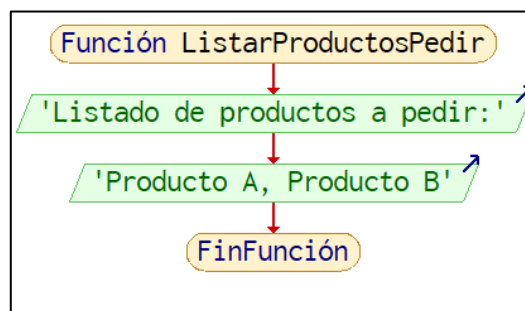 Función ListarProductosPedir
'Listado de productos a pedir:'
'Producto A, Producto B'
FinFunción